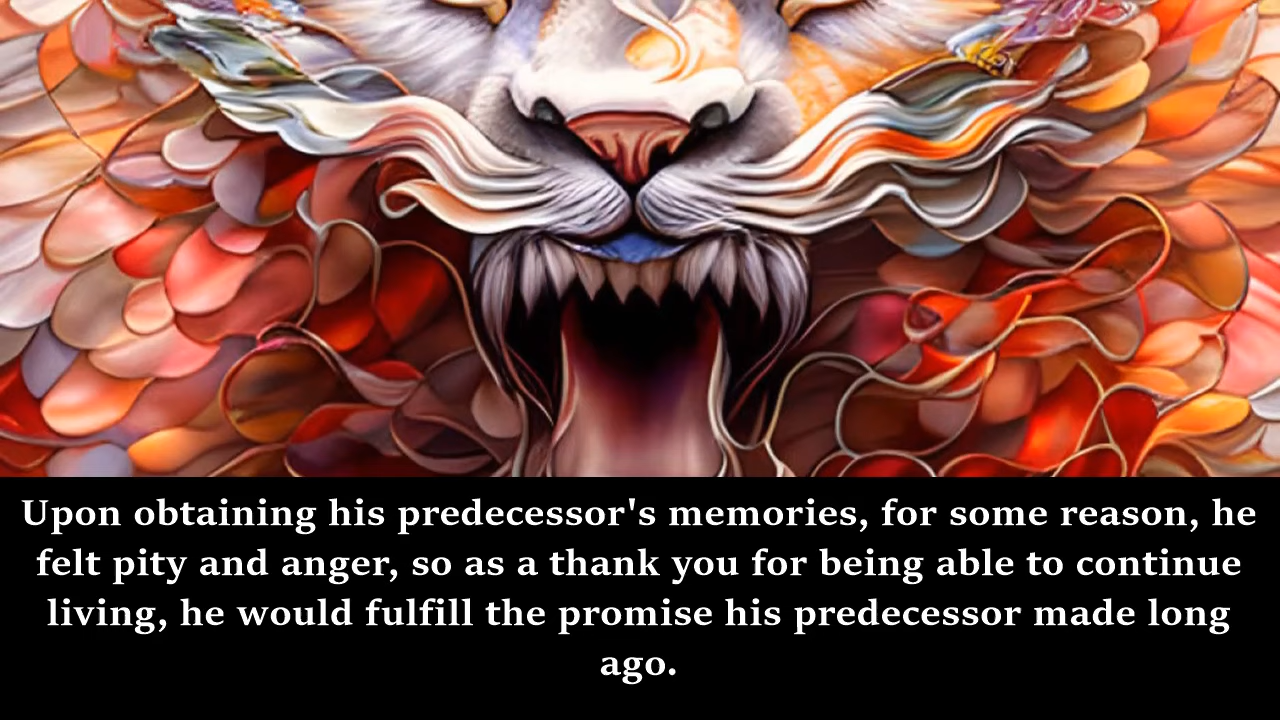 Upon obtaining his predecessor's memories, for some reason, he
felt pity and anger, so as a thank you for being able to continue
living, he would fulfill the promise his predecessor made long
ago.